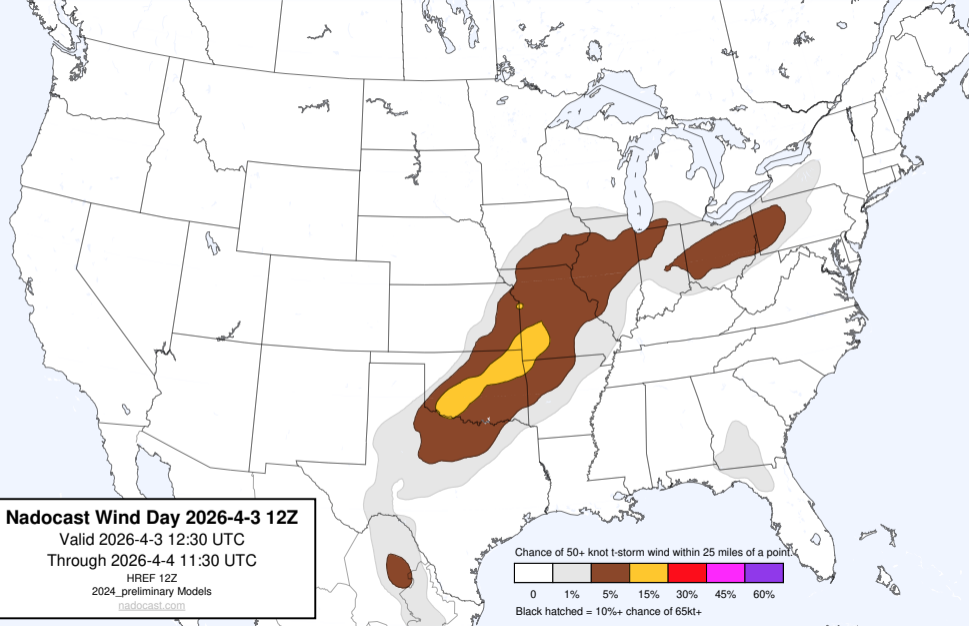 Nadocast Wind Day 2026-4-3 12Z
Valid 2026-4-3 12:30 UTC
Through 2026-4-4 11:30 UTC
HREF 12Z
2024_preliminary Models
nadocast.com
Chance of 50+ knot t-storm wind within 25 miles of a point.
0 1% 5% 15% 30% 45% 60%
Black hatched = 10%+ chance of 65kt+